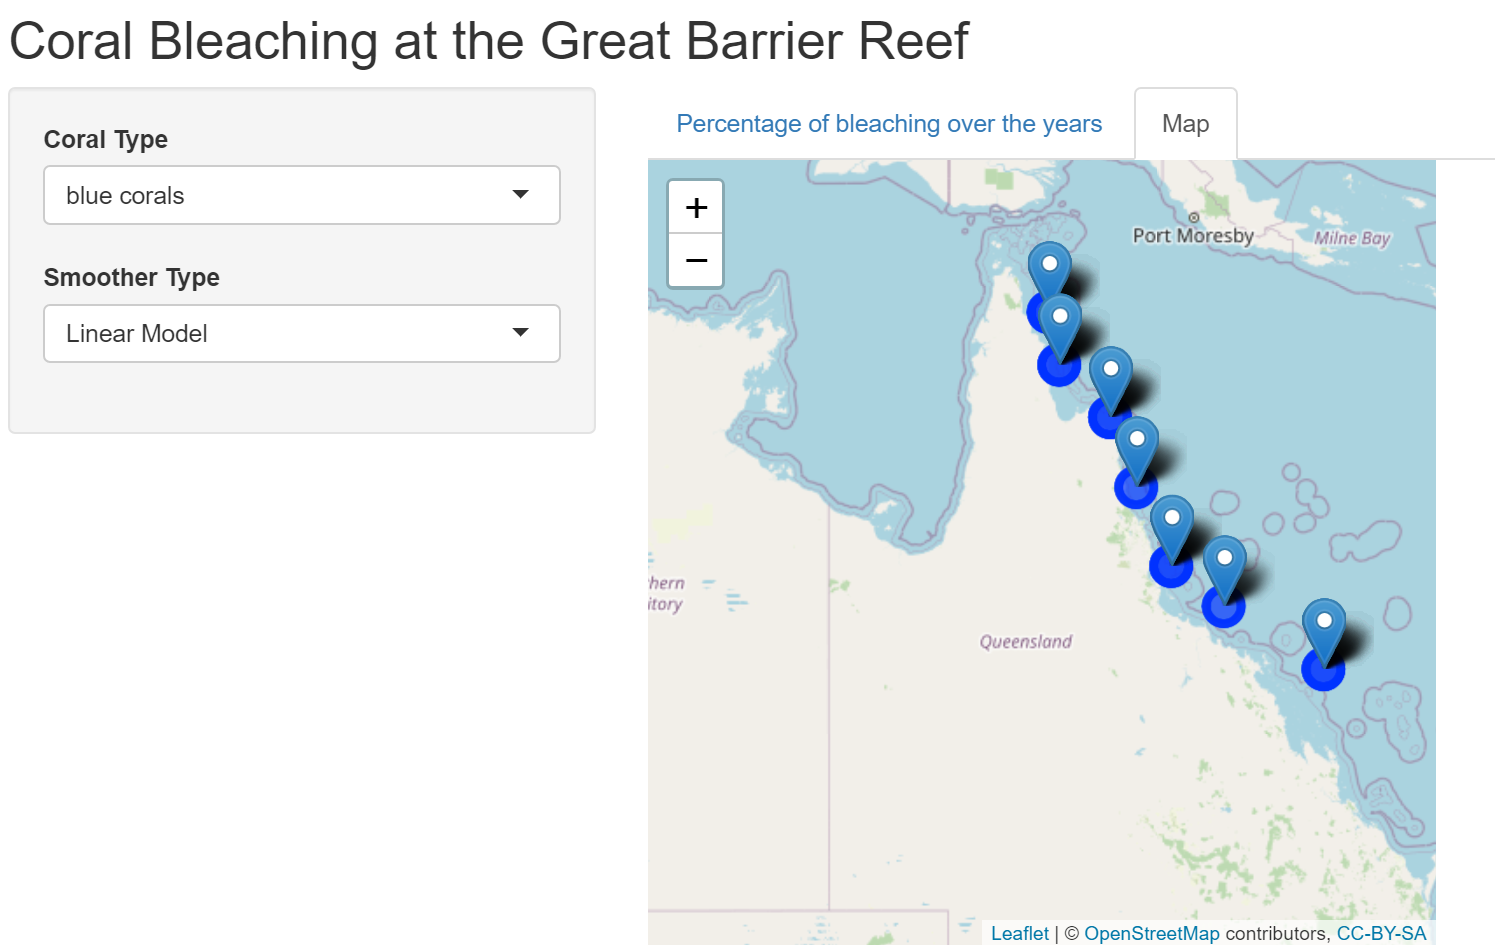 Coral Bleaching at the Great Barrier Reef
Coral Type
blue corals
Smoother Type
Linear Model
Percentage of bleaching over the years
Map
+
−
Port Moresby
Milne Bay
hern
itory
Queensland
Leaflet | © OpenStreetMap contributors, CC-BY-SA